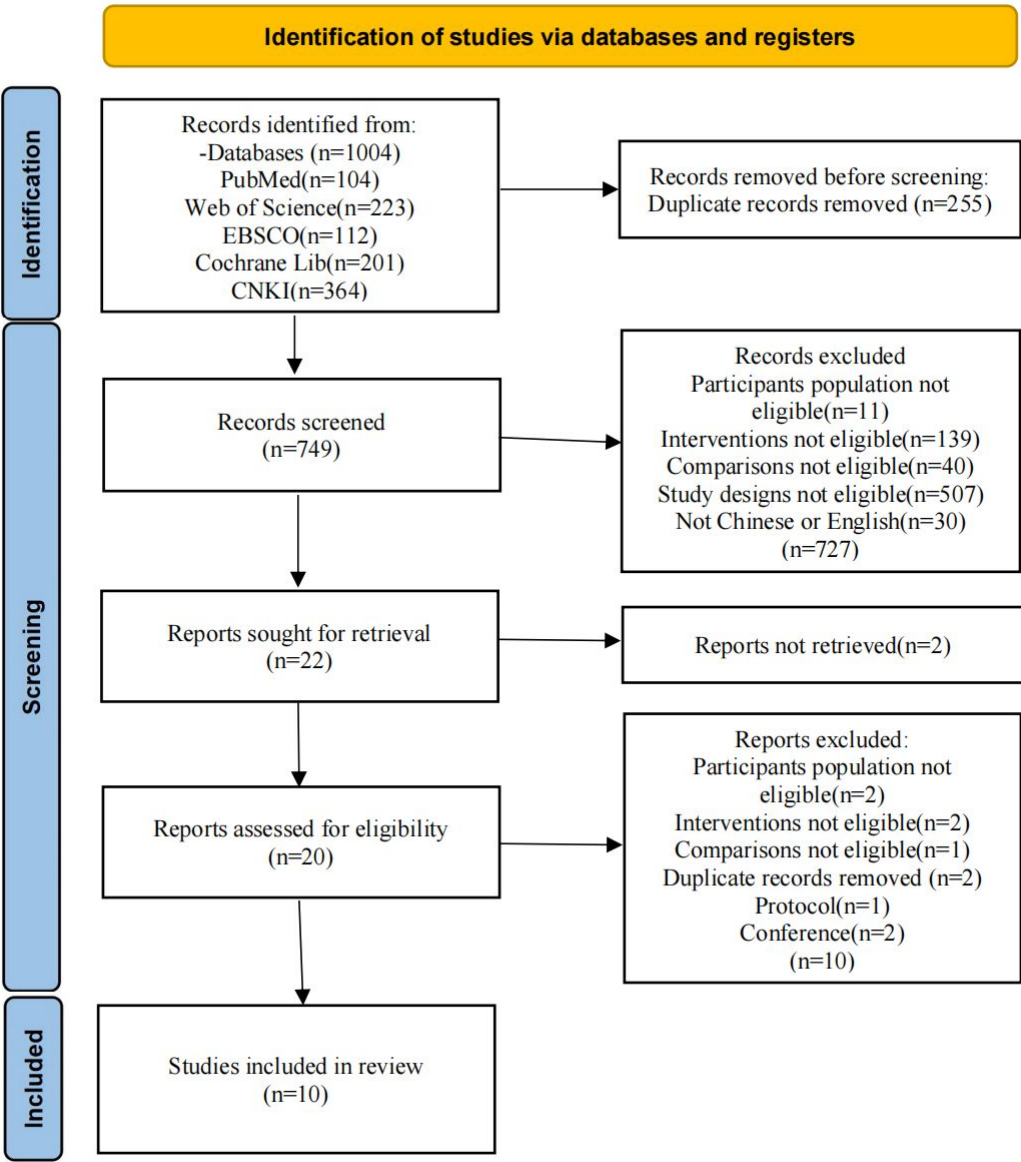 Identification of studies via databases and registers
Identification
Records identified from:
-Databases (n=1004)
PubMed(n=104)
Web of Science(n=223)
EBSCO(n=112)
Cochrane Lib(n=201)
CNKI(n=364)
Records removed before screening:
Duplicate records removed (n=255)
Screening
Records screened
(n=749)
Records excluded
Participants population not
eligible(n=11)
Interventions not eligible(n=139)
Comparisons not eligible(n=40)
Study designs not eligible(n=507)
Not Chinese or English(n=30)
(n=727)
Reports sought for retrieval
(n=22)
Reports not retrieved(n=2)
Reports assessed for eligibility
(n=20)
Reports excluded:
Participants population not
eligible(n=2)
Interventions not eligible(n=2)
Comparisons not eligible(n=1)
Duplicate records removed (n=2)
Protocol(n=1)
Conference(n=2)
(n=10)
Included
Studies included in review
(n=10)